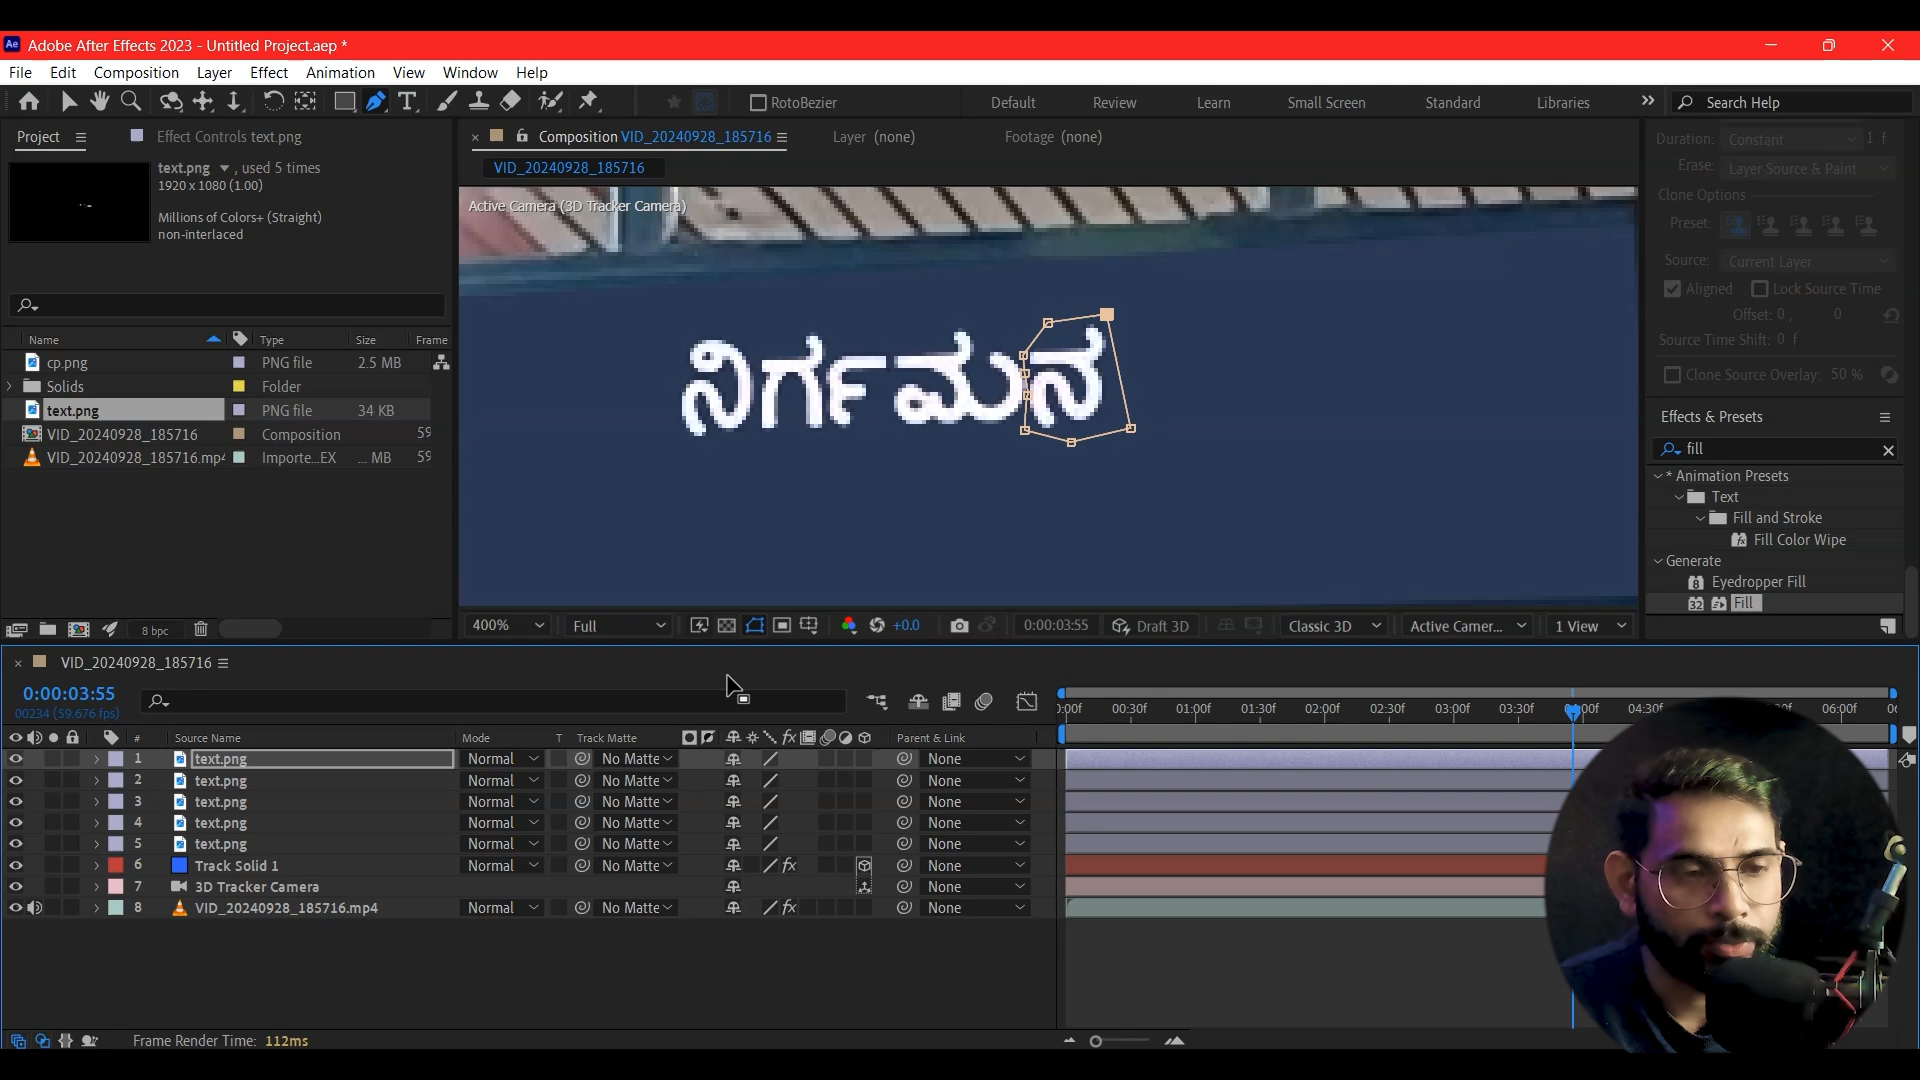 Adobe After Effects 2023 - Untitled Project.aep *
File Edit Composition Layer Effect Animation View Window Help
RotoBezier Default Review Learn Small Screen Standard Libraries Search Help
Project Effect Controls text.png Composition VID_20240928_185716 Layer (none) Footage (none)
text.png , used 5 times
1920 x 1080 (1.00)
Millions of Colors+ (Straight)
non-interlaced
VID_20240928_185716
Active Camera (3D Tracker Camera)
ನಿರ್ಗಮನ
Name Type Size Frame
cp.png PNG file 2.5 MB
Solids Folder
text.png PNG file 34 KB
VID_20240928_185716 Composition 59
VID_20240928_185716.mp4 Importe...EX ... MB 59
8 bpc
400% Full +0.0 0:00:03:55 Draft 3D Classic 3D Active Camer... 1 View
Duration: Constant 1 f
Erase: Layer Source & Paint
Clone Options
Preset:
Source: Current Layer
Aligned Lock Source Time
Offset: 0 , 0
Source Time Shift: 0 f
Clone Source Overlay: 50 %
Effects & Presets
fill
* Animation Presets
Text
Fill and Stroke
Fill Color Wipe
Generate
Eyedropper Fill
Fill
VID_20240928_185716
0:00:03:55
00234 (59.676 fps)
:00f 00:30f 01:00f 01:30f 02:00f 02:30f 03:00f 03:30f 04:00f 04:30f 05:30f 06:00f
# Source Name Mode T Track Matte Parent & Link
1 text.png Normal No Matte None
2 text.png Normal No Matte None
3 text.png Normal No Matte None
4 text.png Normal No Matte None
5 text.png Normal No Matte None
6 Track Solid 1 Normal No Matte None
7 3D Tracker Camera None
8 VID_20240928_185716.mp4 Normal No Matte None
Frame Render Time: 112ms